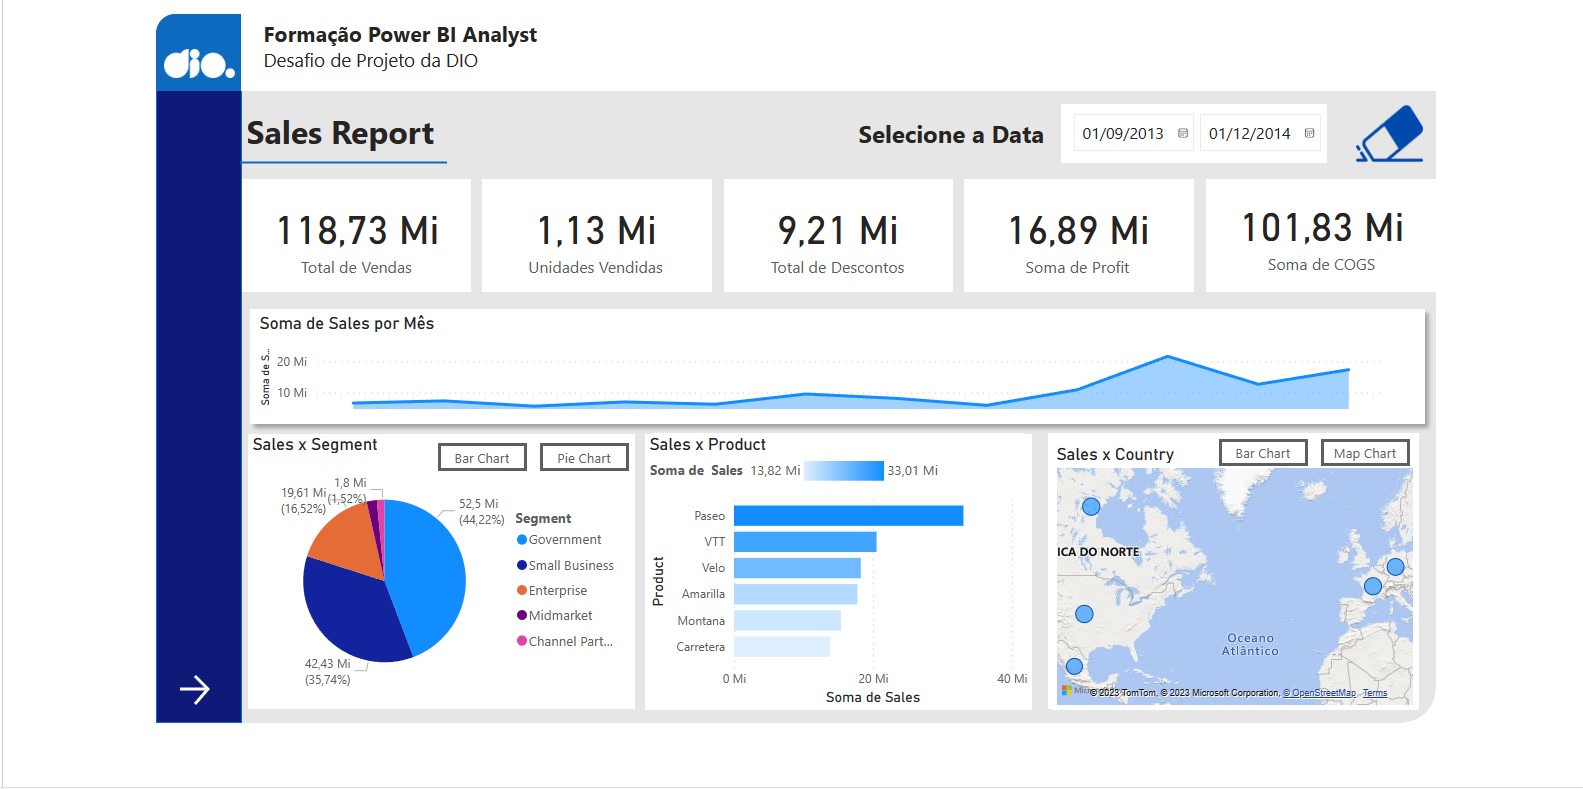 dio.
Formação Power BI Analyst
Desafio de Projeto da DIO
Sales Report
Selecione a Data
01/09/2013
01/12/2014
118,73 Mi
Total de Vendas
1,13 Mi
Unidades Vendidas
9,21 Mi
Total de Descontos
16,89 Mi
Soma de Profit
101,83 Mi
Soma de COGS
Soma de Sales por Mês
Soma de S...
20 Mi
10 Mi
Sales x Segment
Bar Chart
Pie Chart
1,8 Mi
(1,52%)
19,61 Mi
(16,52%)
52,5 Mi
(44,22%)
42,43 Mi
(35,74%)
Segment
Government
Small Business
Enterprise
Midmarket
Channel Part...
Sales x Product
Soma de Sales 13,82 Mi 33,01 Mi
Product
Paseo
VTT
Velo
Amarilla
Montana
Carretera
0 Mi 20 Mi 40 Mi
Soma de Sales
Sales x Country
Bar Chart
Map Chart
ICA DO NORTE
Oceano
Atlântico
© 2023 TomTom, © 2023 Microsoft Corporation, © OpenStreetMap Terms